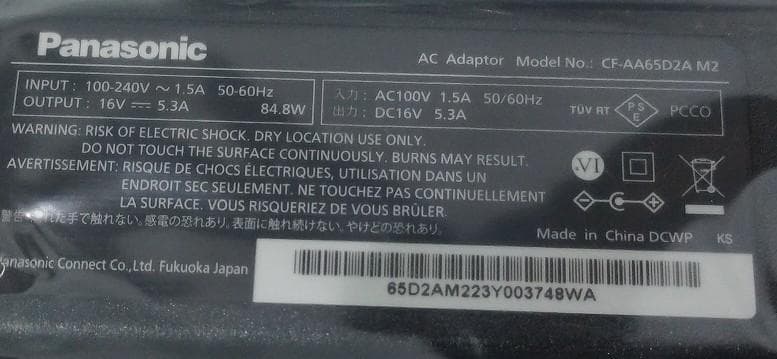 Panasonic
AC Adaptor Model No.: CF-AA65D2A M2
INPUT: 100-240V ～ 1.5A 50-60Hz
OUTPUT: 16V ⎓ 5.3A 84.8W
入力: AC100V 1.5A 50/60Hz
出力: DC16V 5.3A
TÜV RT
PS
E
PCCO
WARNING: RISK OF ELECTRIC SHOCK. DRY LOCATION USE ONLY.
DO NOT TOUCH THE SURFACE CONTINUOUSLY. BURNS MAY RESULT.
AVERTISSEMENT: RISQUE DE CHOCS ÉLECTRIQUES, UTILISATION DANS UN
ENDROIT SEC SEULEMENT. NE TOUCHEZ PAS CONTINUELLEMENT
LA SURFACE. VOUS RISQUERIEZ DE VOUS BRÛLER.
VI
警告 れた手で触れない。感電の恐れあり。表面に触れ続けない。やけどの恐れあり。
Made in China DCWP KS
Panasonic Connect Co.,Ltd. Fukuoka Japan
65D2AM223Y003748WA